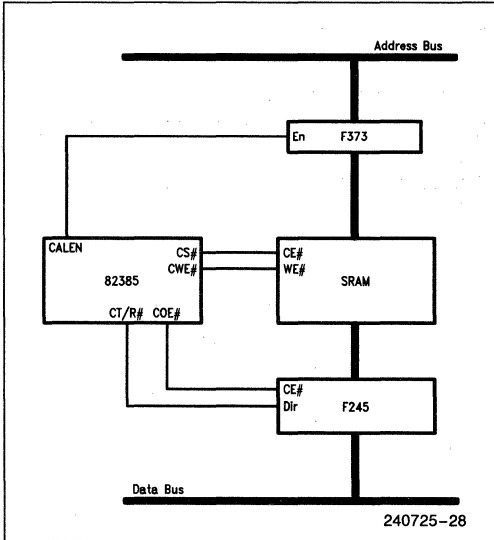 Address Bus
En F373
CALEN
CS#
CWE#
82385
CT/R# COE#
CE#
WE#
SRAM
CE#
Dir F245
Data Bus
240725-28